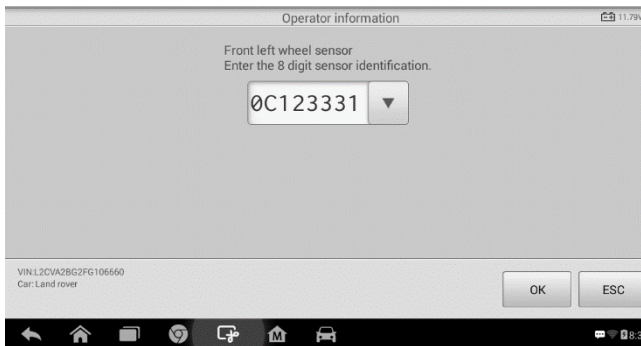 Operator information
11.79V
Front left wheel sensor
Enter the 8 digit sensor identification.
0C123331
VIN:L2CVA2BG2FG106660
Car: Land rover
OK
ESC
M